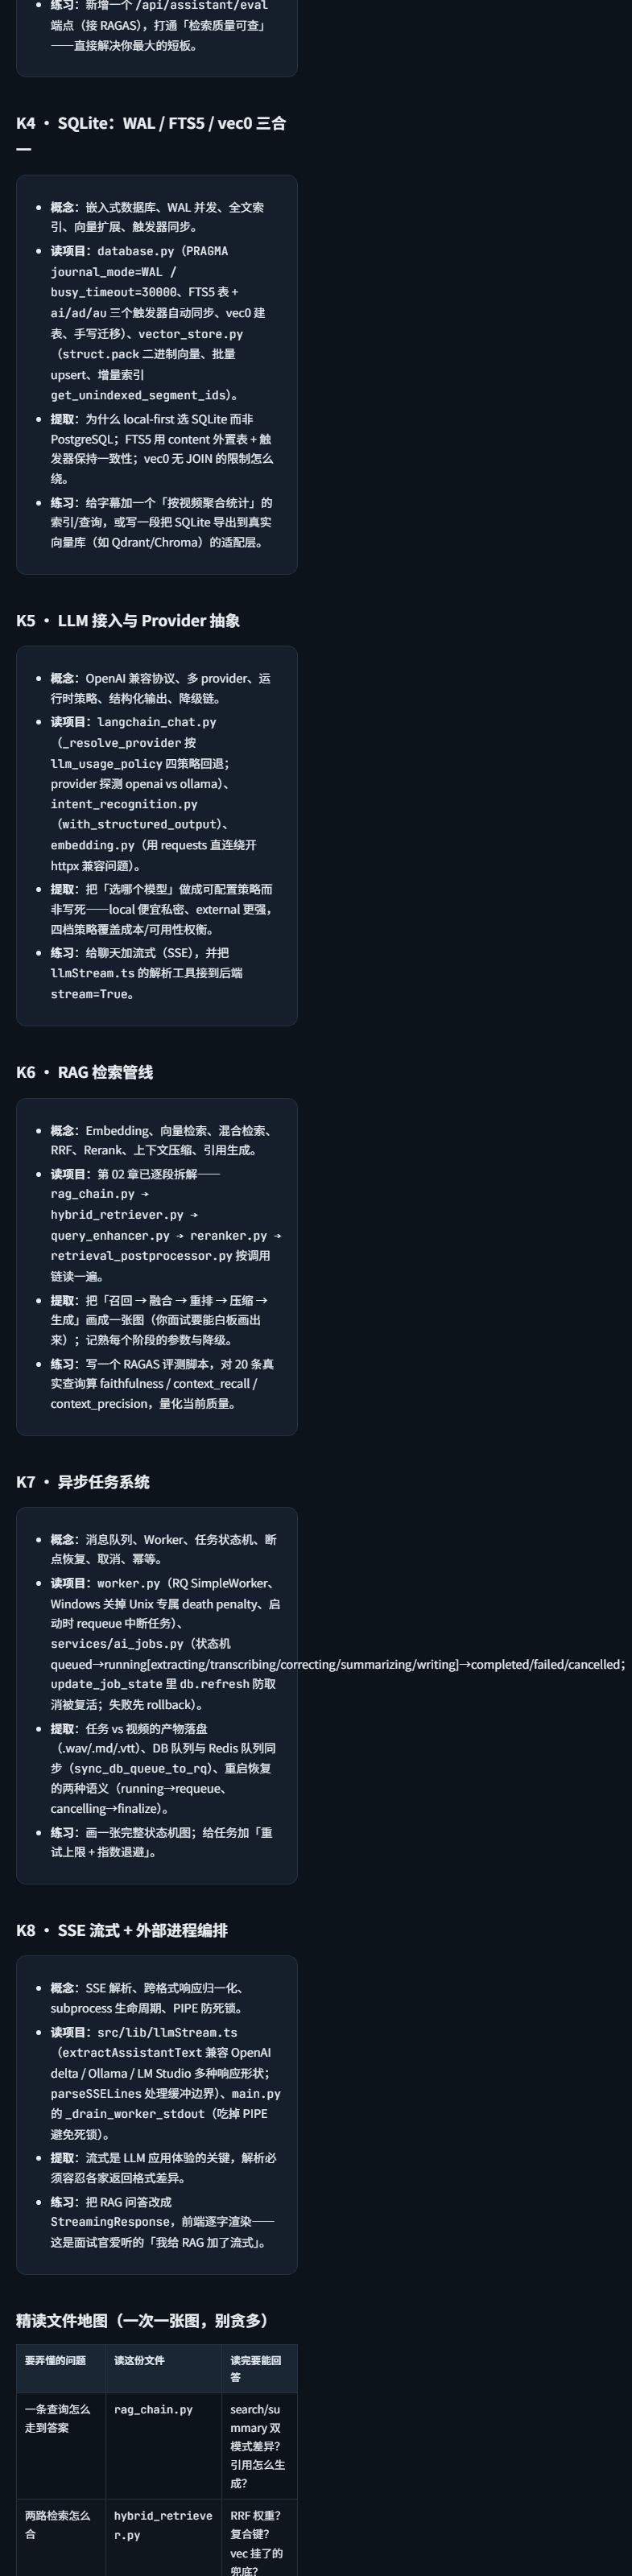 练习：新增一个 /api/assistant/eval
端点（接 RAGAS），打通「检索质量可查」
——直接解决你最大的短板。
K4 · SQLite：WAL / FTS5 / vec0 三合
一
概念：嵌入式数据库、WAL 并发、全文索
引、向量扩展、触发器同步。
读项目：database.py（PRAGMA
journal_mode=WAL /
busy_timeout=30000、FTS5 表 +
ai/ad/au 三个触发器自动同步、vec0 建
表、手写迁移）、vector_store.py
（struct.pack 二进制向量、批量
upsert、增量索引
get_unindexed_segment_ids）。
提取：为什么 local-first 选 SQLite 而非
PostgreSQL；FTS5 用 content 外置表 + 触
发器保持一致性；vec0 无 JOIN 的限制怎么
绕。
练习：给字幕加一个「按视频聚合统计」的
索引/查询，或写一段把 SQLite 导出到真实
向量库（如 Qdrant/Chroma）的适配层。
K5 · LLM 接入与 Provider 抽象
概念：OpenAI 兼容协议、多 provider、运
行时策略、结构化输出、降级链。
读项目：langchain_chat.py
（_resolve_provider 按
llm_usage_policy 四策略回退；
provider 探测 openai vs ollama）、
intent_recognition.py
（with_structured_output）、
embedding.py（用 requests 直连绕开
httpx 兼容问题）。
提取：把「选哪个模型」做成可配置策略而
非写死——local 便宜私密、external 更强，
四档策略覆盖成本/可用性权衡。
练习：给聊天加流式（SSE），并把
llmStream.ts 的解析工具接到后端
stream=True。
K6 · RAG 检索管线
概念：Embedding、向量检索、混合检索、
RRF、Rerank、上下文压缩、引用生成。
读项目：第 02 章已逐段拆解——
rag_chain.py →
hybrid_retriever.py →
query_enhancer.py → reranker.py →
retrieval_postprocessor.py 按调用
链读一遍。
提取：把「召回 → 融合 → 重排 → 压缩 →
生成」画成一张图（你面试要能白板画出
来）；记熟每个阶段的参数与降级。
练习：写一个 RAGAS 评测脚本，对 20 条真
实查询算 faithfulness / context_recall /
context_precision，量化当前质量。
K7 · 异步任务系统
概念：消息队列、Worker、任务状态机、断
点恢复、取消、幂等。
读项目：worker.py（RQ SimpleWorker、
Windows 关掉 Unix 专属 death penalty、启
动时 requeue 中断任务）、
services/ai_jobs.py（状态机
queued→running[extracting/transcribing/correcting/summarizing/writing]→completed/failed/cancelled；
update_job_state 里 db.refresh 防取
消被复活；失败先 rollback）。
提取：任务 vs 视频的产物落盘
（.wav/.md/.vtt）、DB 队列与 Redis 队列同
步（sync_db_queue_to_rq）、重启恢复
的两种语义（running→requeue、
cancelling→finalize）。
练习：画一张完整状态机图；给任务加「重
试上限 + 指数退避」。
K8 · SSE 流式 + 外部进程编排
概念：SSE 解析、跨格式响应归一化、
subprocess 生命周期、PIPE 防死锁。
读项目：src/lib/llmStream.ts
（extractAssistantText 兼容 OpenAI
delta / Ollama / LM Studio 多种响应形状；
parseSSELines 处理缓冲边界）、main.py
的 _drain_worker_stdout（吃掉 PIPE
避免死锁）。
提取：流式是 LLM 应用体验的关键，解析必
须容忍各家返回格式差异。
练习：把 RAG 问答改成
StreamingResponse，前端逐字渲染——
这是面试官爱听的「我给 RAG 加了流式」。
精读文件地图（一次一张图，别贪多）
要弄懂的问题
读这份文件
读完要能回
答
一条查询怎么
走到答案
rag_chain.py
search/su
mmary 双
模式差异？
引用怎么生
成？
两路检索怎么
合
hybrid_retrieve
r.py
RRF 权重？
复合键？
vec 挂了的
兜底？